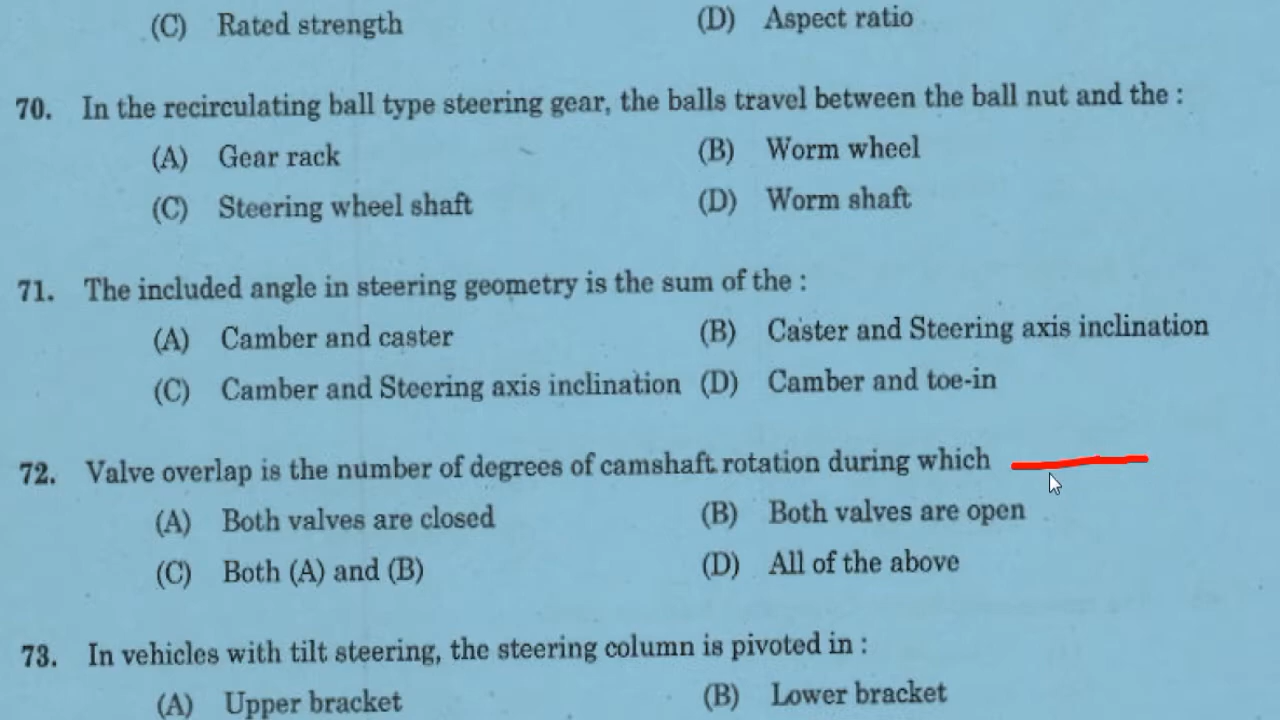 (C) Rated strength (D) Aspect ratio
70. In the recirculating ball type steering gear, the balls travel between the ball nut and the :
(A) Gear rack (B) Worm wheel
(C) Steering wheel shaft (D) Worm shaft
71. The included angle in steering geometry is the sum of the :
(A) Camber and caster (B) Caster and Steering axis inclination
(C) Camber and Steering axis inclination (D) Camber and toe-in
72. Valve overlap is the number of degrees of camshaft rotation during which
(A) Both valves are closed (B) Both valves are open
(C) Both (A) and (B) (D) All of the above
73. In vehicles with tilt steering, the steering column is pivoted in :
(A) Upper bracket (B) Lower bracket